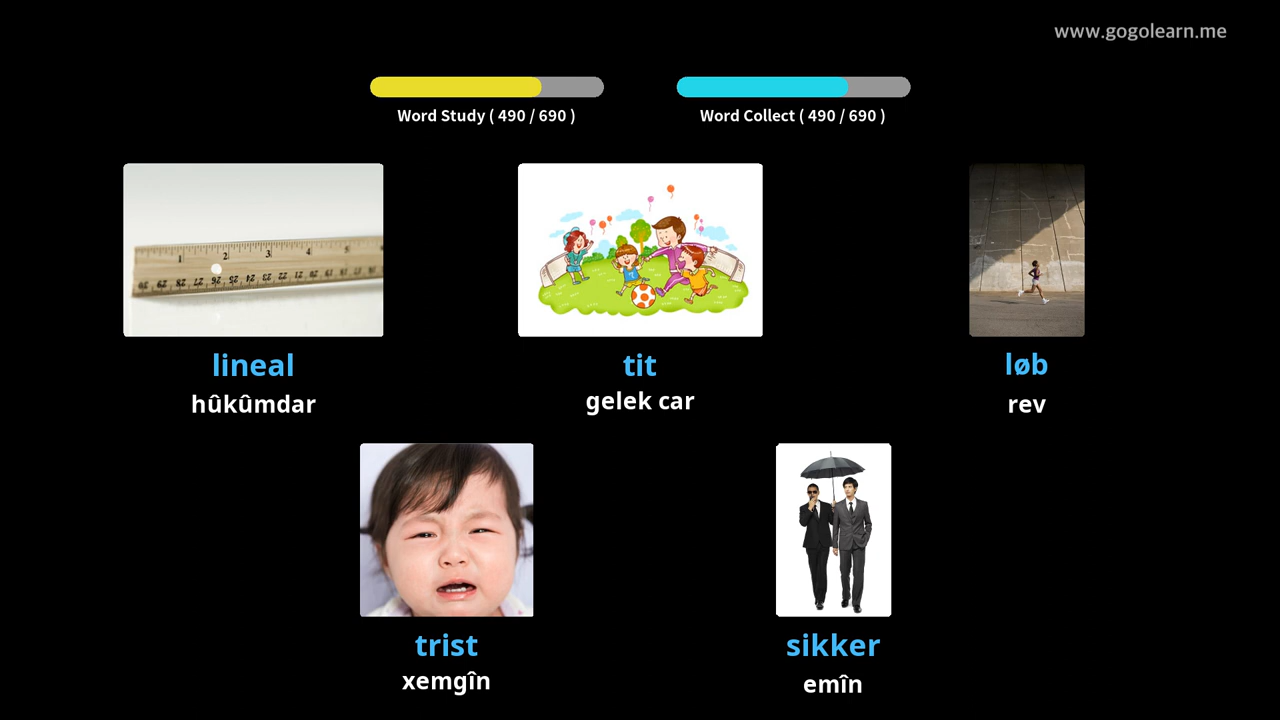 www.gogolearn.me
Word Study ( 490 / 690 )
Word Collect ( 490 / 690 )
lineal
hûkûmdar
tit
gelek car
løb
rev
trist
xemgîn
sikker
emîn